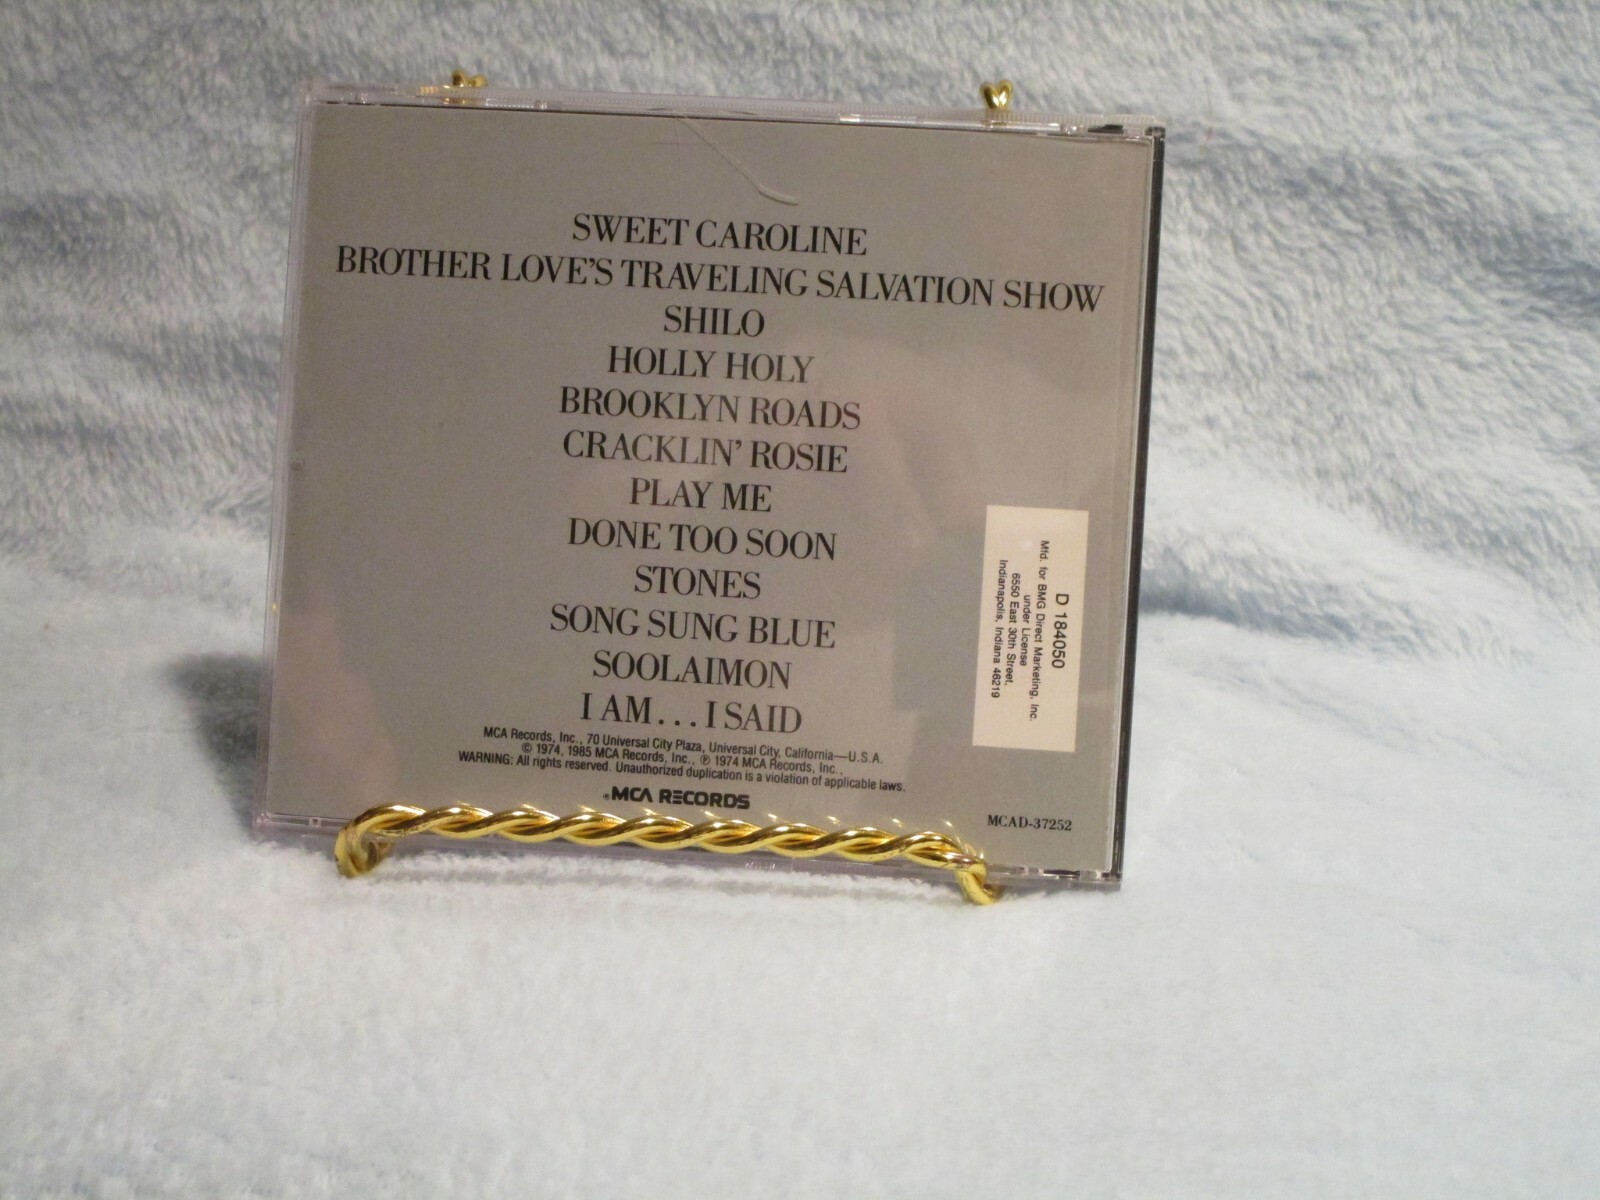 SWEET CAROLINE
BROTHER LOVE'S TRAVELING SALVATION SHOW
SHILO
HOLLY HOLY
BROOKLYN ROADS
CRACKLIN' ROSIE
PLAY ME
DONE TOO SOON
STONES
SONG SUNG BLUE
SOOLAIMON
I AM...I SAID
MCA Records, Inc., 70 Universal City Plaza, Universal City, California—U.S.A.
© 1974, 1985 MCA Records, Inc., ℗ 1974 MCA Records, Inc.,
WARNING: All rights reserved. Unauthorized duplication is a violation of applicable laws.
MCA RECORDS
MCAD-37252
D 184050
Mfd. for BMG Direct Marketing, Inc.
under License
6550 East 30th Street,
Indianapolis, Indiana 46219